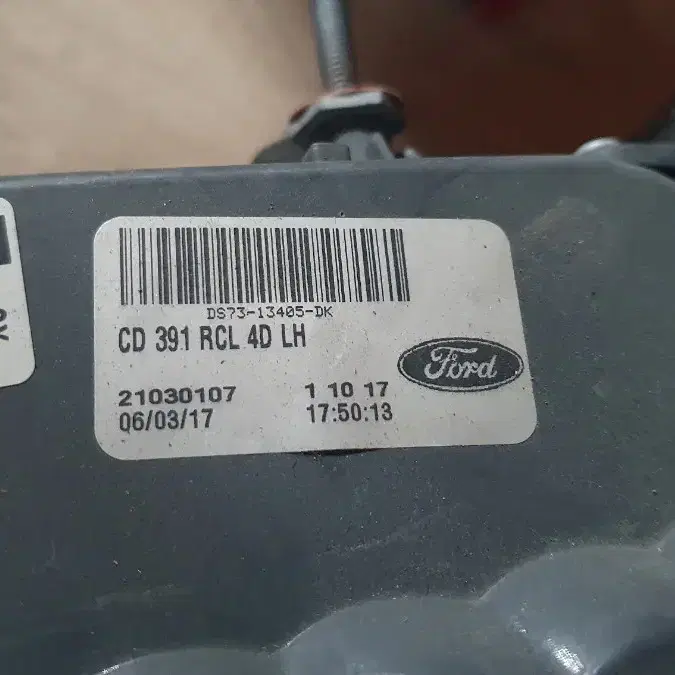 DS73-13405-DK
CD 391 RCL 4D LH
Ford
21030107 1 10 17
06/03/17 17:50:13